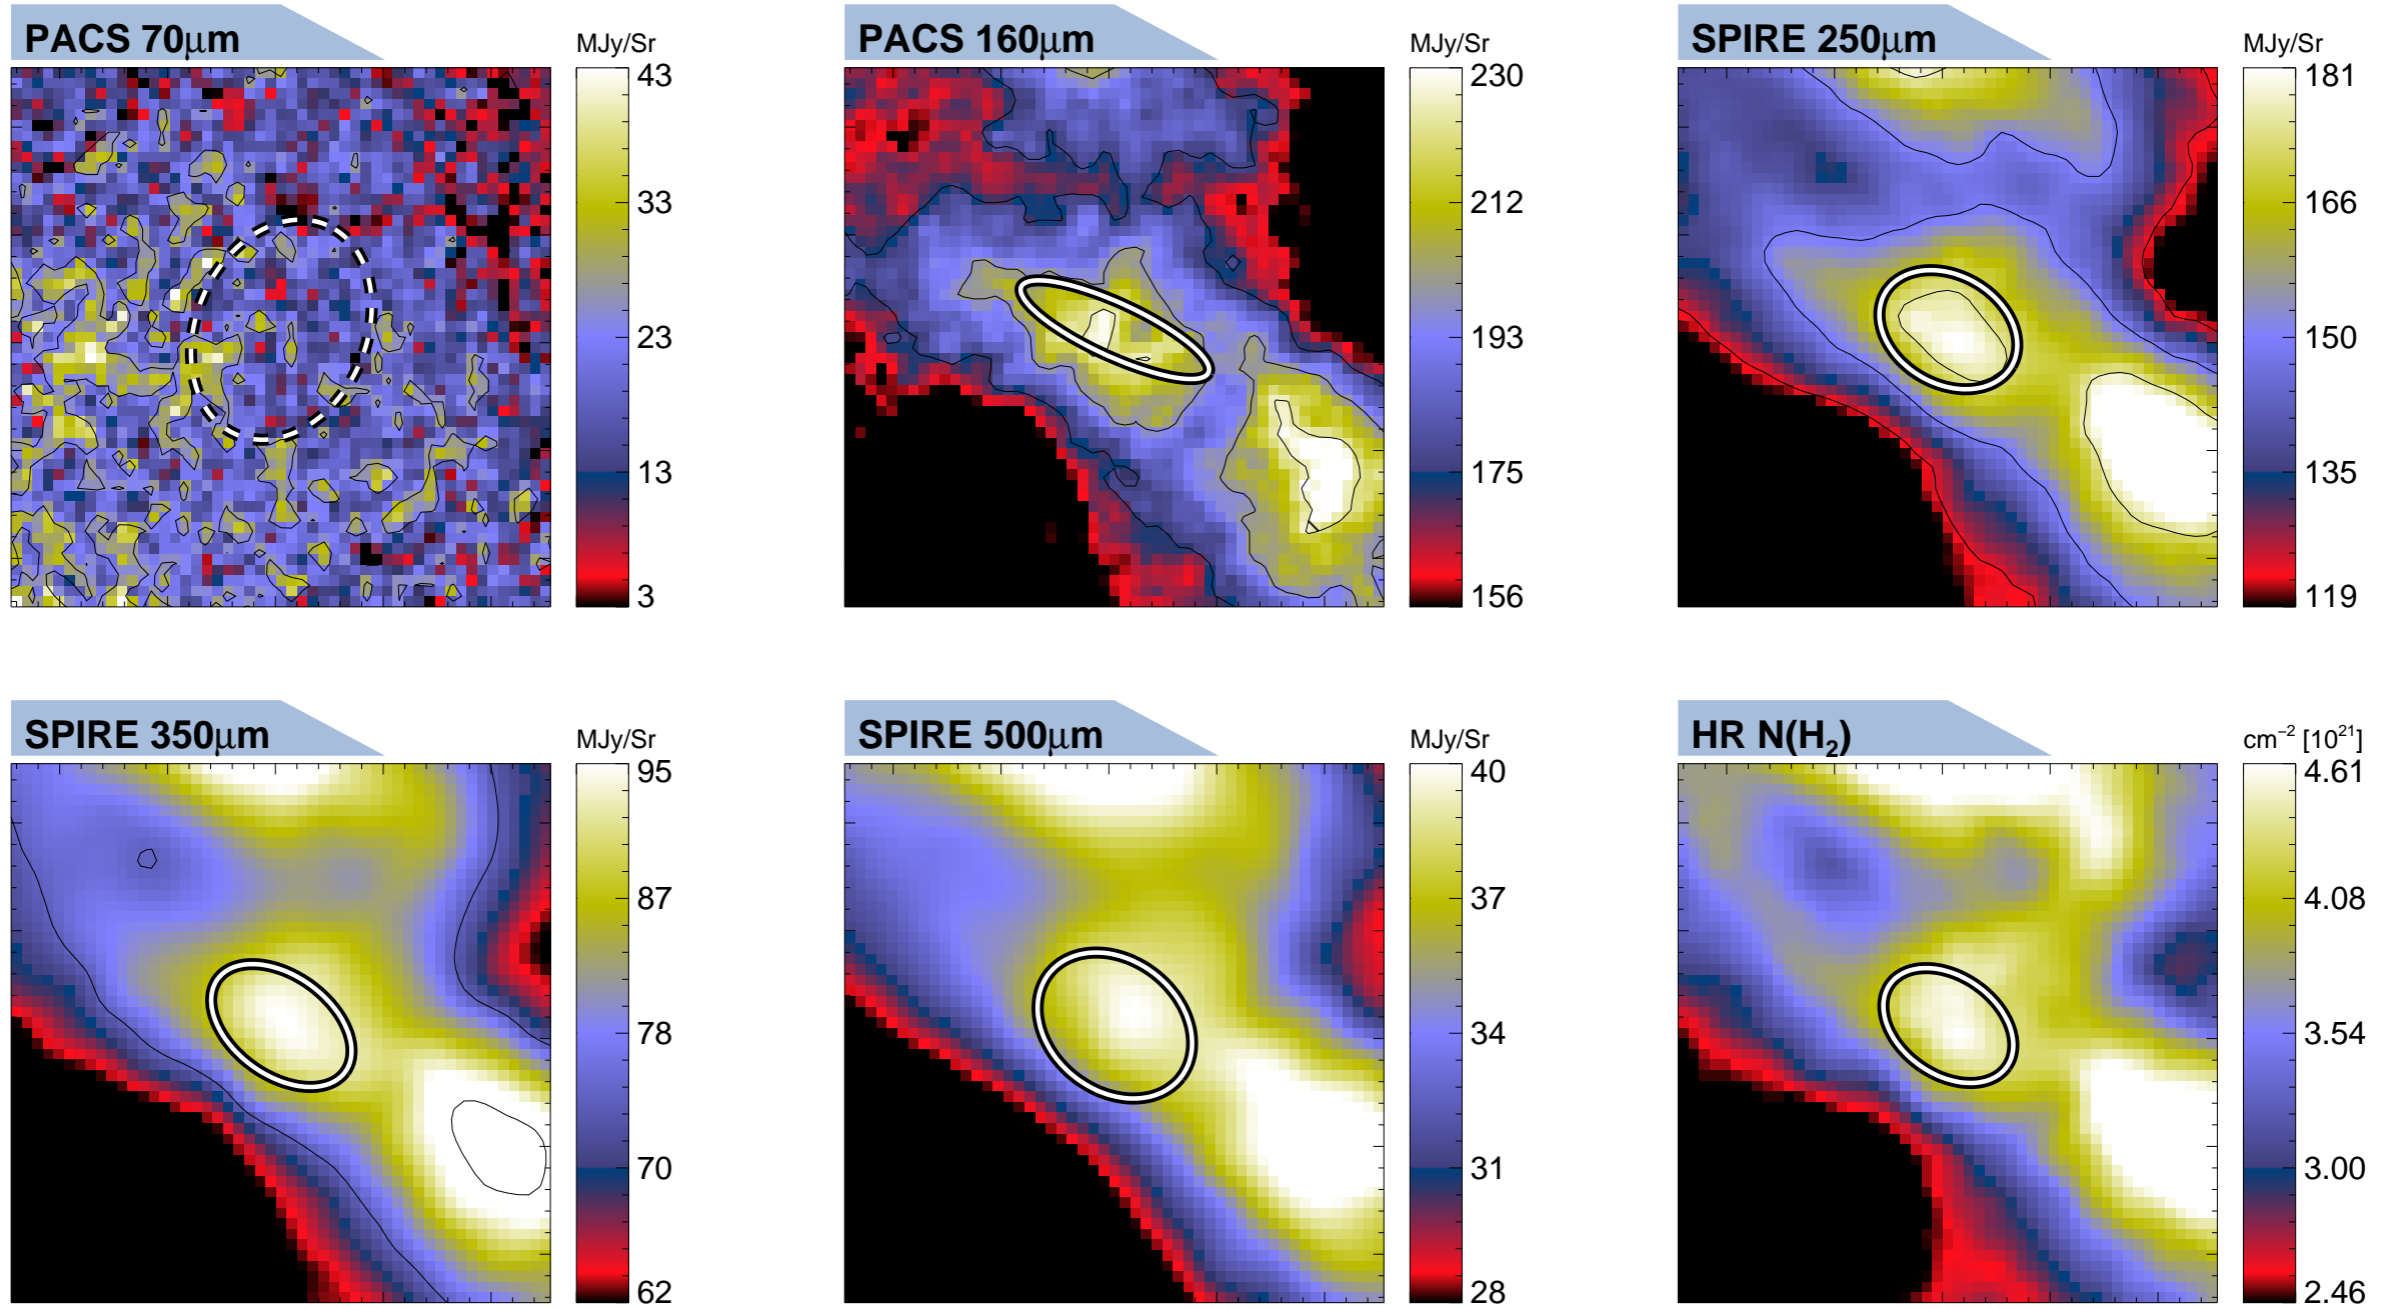 PACS 70μm
MJy/Sr
43
33
23
13
3
PACS 160μm
MJy/Sr
230
212
193
175
156
SPIRE 250μm
MJy/Sr
181
166
150
135
119
SPIRE 350μm
MJy/Sr
95
87
78
70
62
SPIRE 500μm
MJy/Sr
40
37
34
31
28
HR N(H₂)
cm⁻² [10²¹]
4.61
4.08
3.54
3.00
2.46